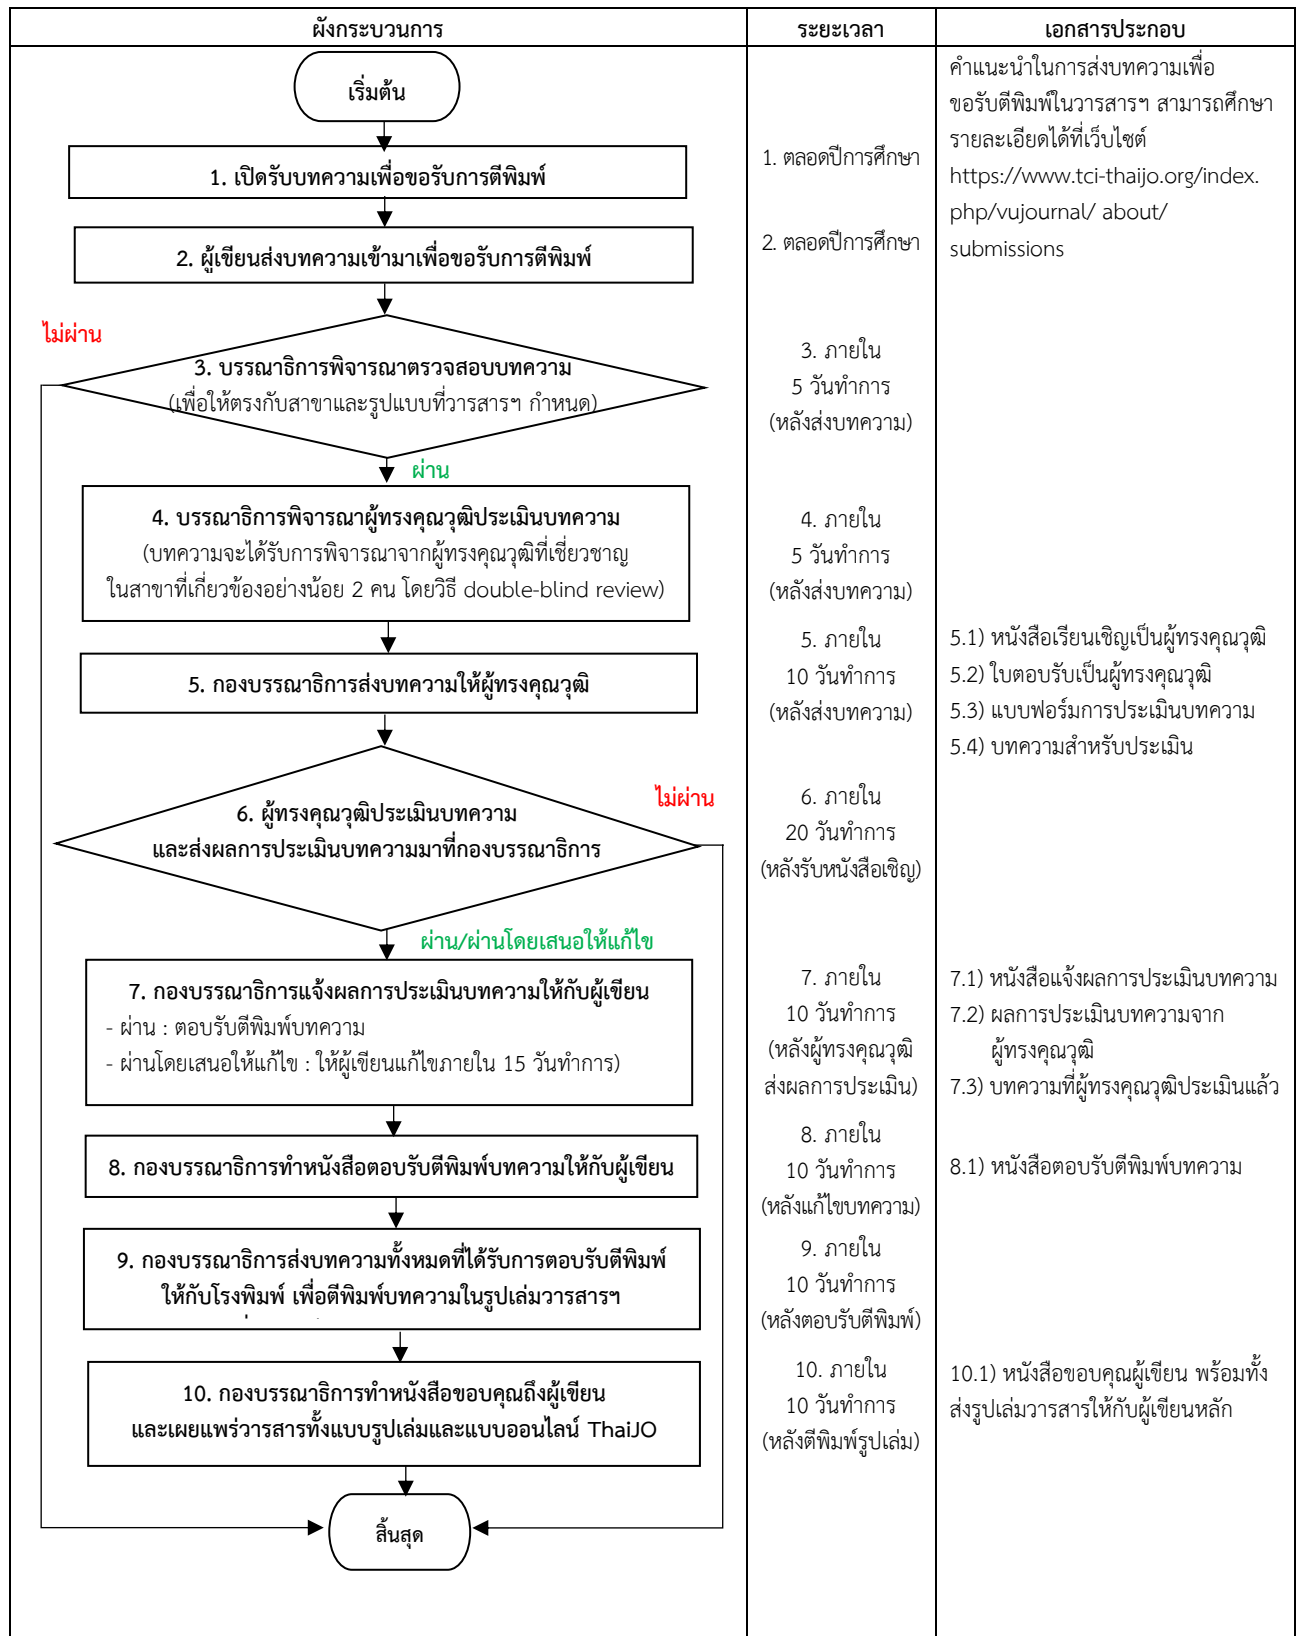 ผังกระบวนการ
ระยะเวลา
เอกสารประกอบ
เริ่มต้น
1. เปิดรับบทความเพื่อขอรับการตีพิมพ์
2. ผู้เขียนส่งบทความเข้ามาเพื่อขอรับการตีพิมพ์
ไม่ผ่าน
3. บรรณาธิการพิจารณาตรวจสอบบทความ
(เพื่อให้ตรงกับสาขาและรูปแบบที่วารสารฯ กำหนด)
ผ่าน
4. บรรณาธิการพิจารณาผู้ทรงคุณวุฒิประเมินบทความ
(บทความจะได้รับการพิจารณาจากผู้ทรงคุณวุฒิที่เชี่ยวชาญ
ในสาขาที่เกี่ยวข้องอย่างน้อย 2 คน โดยวิธี double-blind review)
5. กองบรรณาธิการส่งบทความให้ผู้ทรงคุณวุฒิ
ไม่ผ่าน
6. ผู้ทรงคุณวุฒิประเมินบทความ
และส่งผลการประเมินบทความมาที่กองบรรณาธิการ
ผ่าน/ผ่านโดยเสนอให้แก้ไข
7. กองบรรณาธิการแจ้งผลการประเมินบทความให้กับผู้เขียน
- ผ่าน : ตอบรับตีพิมพ์บทความ
- ผ่านโดยเสนอให้แก้ไข : ให้ผู้เขียนแก้ไขภายใน 15 วันทำการ)
8. กองบรรณาธิการทำหนังสือตอบรับตีพิมพ์บทความให้กับผู้เขียน
9. กองบรรณาธิการส่งบทความทั้งหมดที่ได้รับการตอบรับตีพิมพ์
ให้กับโรงพิมพ์ เพื่อตีพิมพ์บทความในรูปเล่มวารสารฯ
10. กองบรรณาธิการทำหนังสือขอบคุณถึงผู้เขียน
และเผยแพร่วารสารทั้งแบบรูปเล่มและแบบออนไลน์ ThaiJO
สิ้นสุด
1. ตลอดปีการศึกษา
2. ตลอดปีการศึกษา
3. ภายใน
5 วันทำการ
(หลังส่งบทความ)
4. ภายใน
5 วันทำการ
(หลังส่งบทความ)
5. ภายใน
10 วันทำการ
(หลังส่งบทความ)
6. ภายใน
20 วันทำการ
(หลังรับหนังสือเชิญ)
7. ภายใน
10 วันทำการ
(หลังผู้ทรงคุณวุฒิ
ส่งผลการประเมิน)
8. ภายใน
10 วันทำการ
(หลังแก้ไขบทความ)
9. ภายใน
10 วันทำการ
(หลังตอบรับตีพิมพ์)
10. ภายใน
10 วันทำการ
(หลังตีพิมพ์รูปเล่ม)
คำแนะนำในการส่งบทความเพื่อ
ขอรับตีพิมพ์ในวารสารฯ สามารถศึกษา
รายละเอียดได้ที่เว็บไซต์
https://www.tci-thaijo.org/index.
php/vujournal/ about/
submissions
5.1) หนังสือเรียนเชิญเป็นผู้ทรงคุณวุฒิ
5.2) ใบตอบรับเป็นผู้ทรงคุณวุฒิ
5.3) แบบฟอร์มการประเมินบทความ
5.4) บทความสำหรับประเมิน
7.1) หนังสือแจ้งผลการประเมินบทความ
7.2) ผลการประเมินบทความจาก
ผู้ทรงคุณวุฒิ
7.3) บทความที่ผู้ทรงคุณวุฒิประเมินแล้ว
8.1) หนังสือตอบรับตีพิมพ์บทความ
10.1) หนังสือขอบคุณผู้เขียน พร้อมทั้ง
ส่งรูปเล่มวารสารให้กับผู้เขียนหลัก